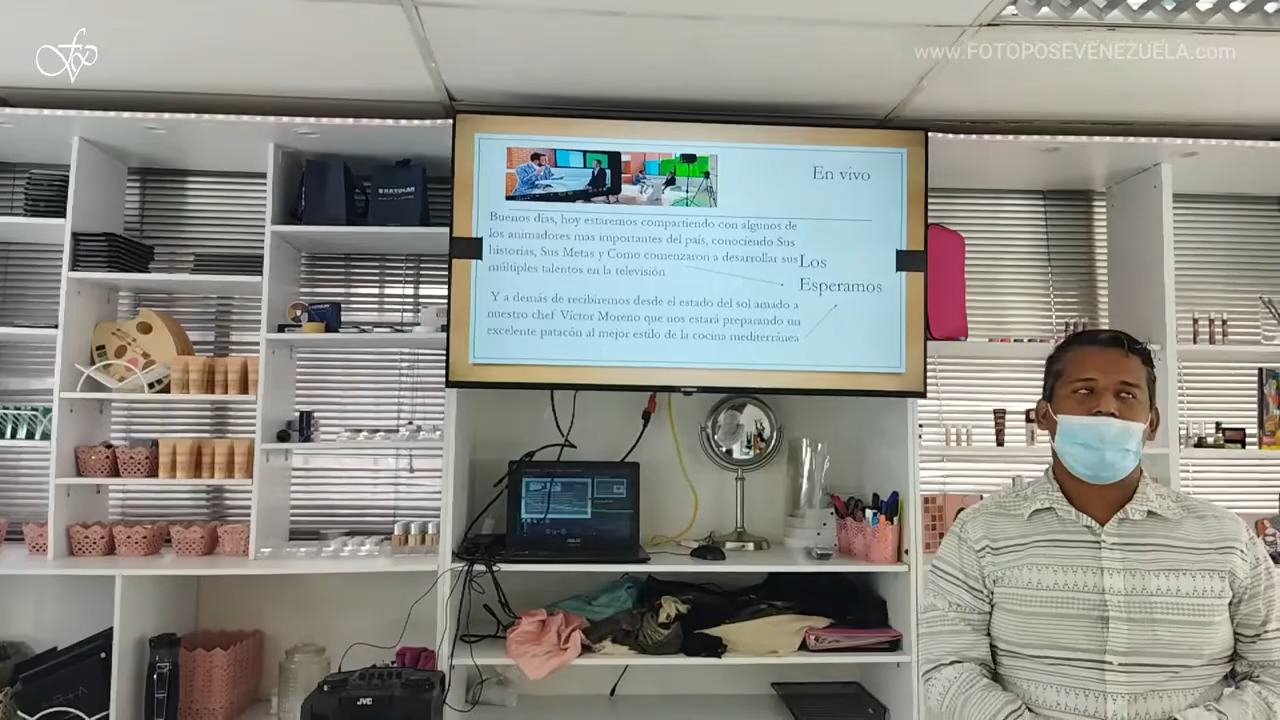 www.FOTOPOSEVENEZUELA.com
En vivo
Buenos días, hoy estaremos compartiendo con algunos de
los animadores mas importantes del país, conociendo Sus
historias, Sus Metas y Como comenzaron a desarrollar sus
múltiples talentos en la televisión
Los
Esperamos
Y a demás de recibiremos desde el estado del sol amado a
nuestro chef Víctor Moreno que nos estará preparando un
excelente patacón al mejor estilo de la cocina mediterránea
KRYOLAN
ASUS
JVC